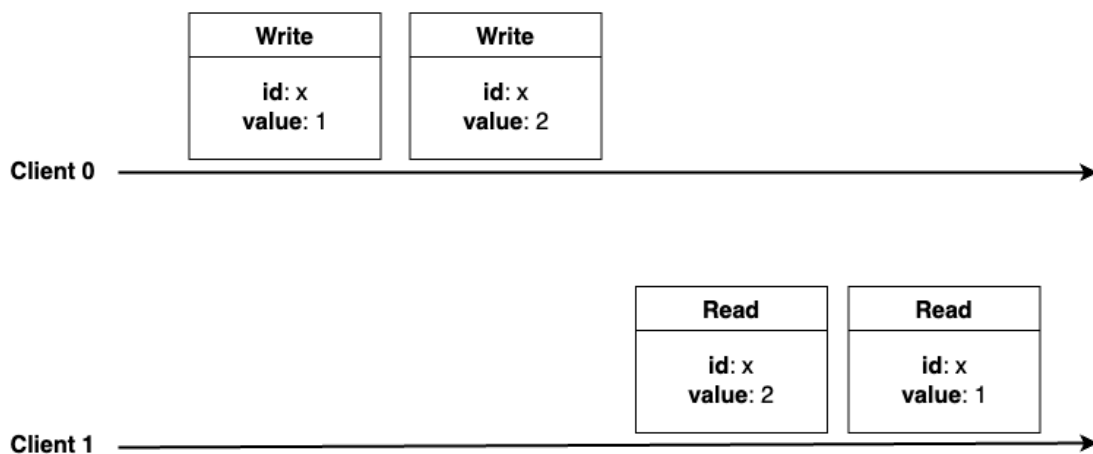 Write
Write
id: x
value: 1
id: x
value: 2
Client 0
Read
Read
id: x
value: 2
id: x
value: 1
Client 1